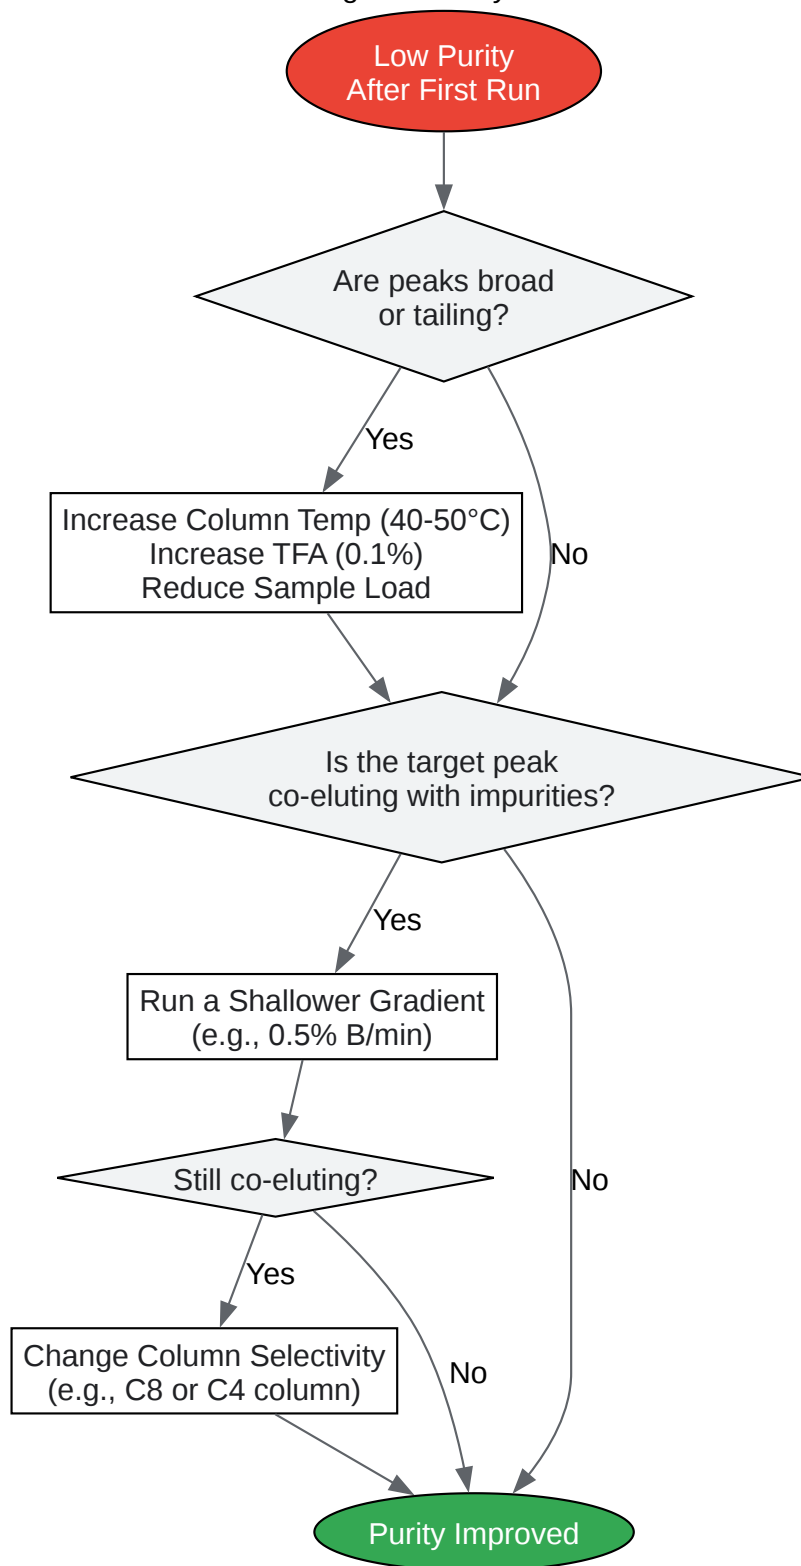 Low Purity
After First Run
Are peaks broad
or tailing?
Yes
Increase Column Temp (40-50°C)
Increase TFA (0.1%)
Reduce Sample Load
No
Is the target peak
co-eluting with impurities?
Yes
Run a Shallower Gradient
(e.g., 0.5% B/min)
Still co-eluting?
No
Yes
Change Column Selectivity
(e.g., C8 or C4 column)
No
Purity Improved